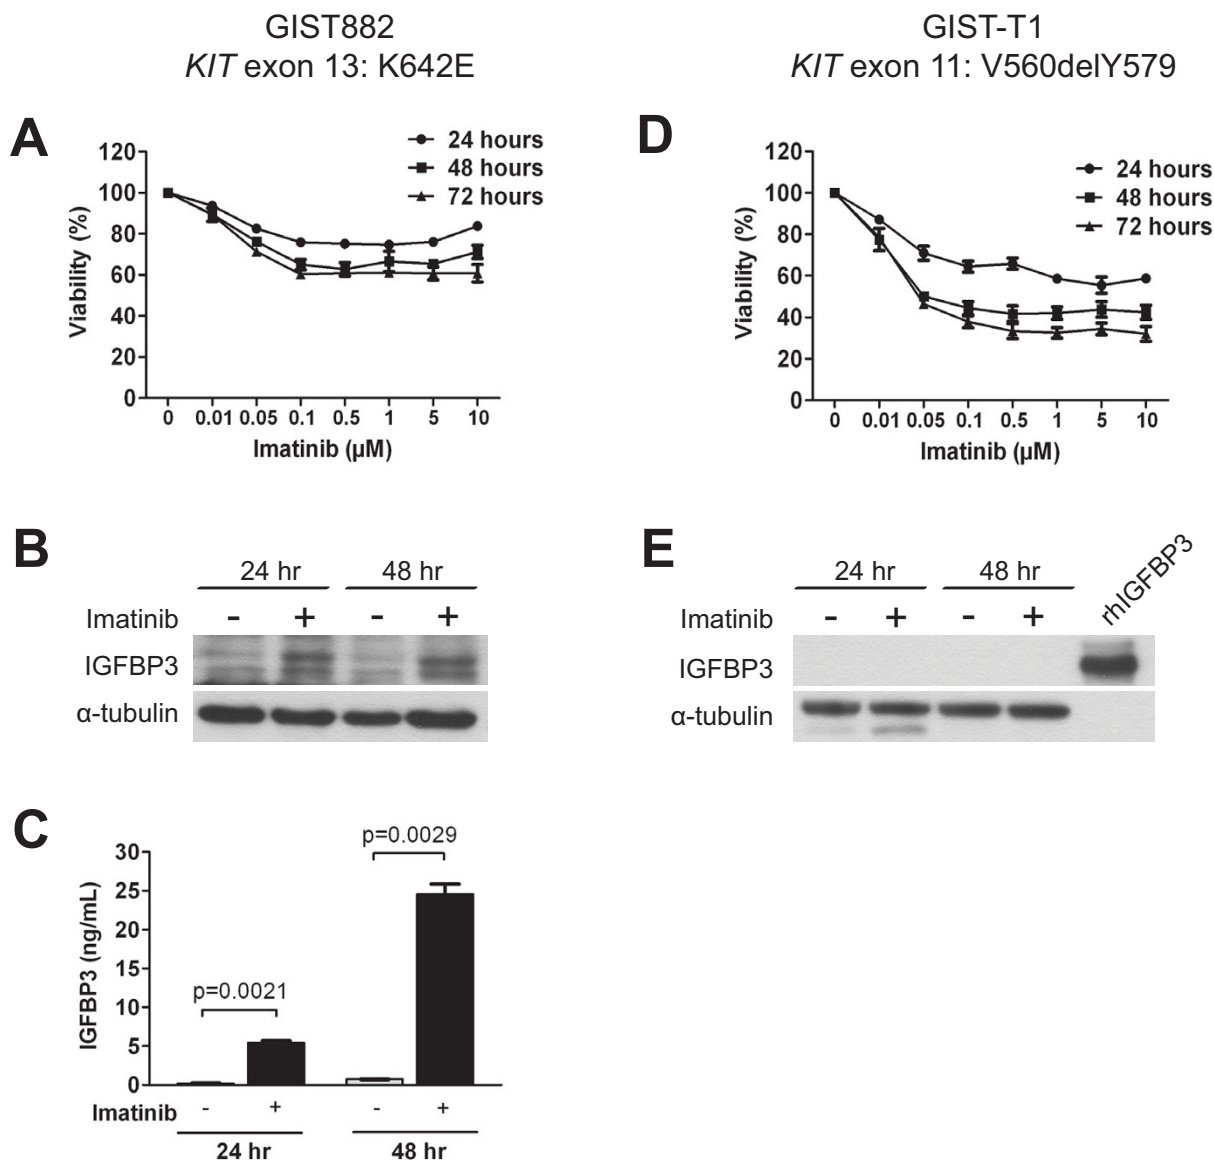 GIST882
KIT exon 13: K642E
GIST-T1
KIT exon 11: V560delY579
A
24 hours
48 hours
72 hours
Viability (%)
120
100
80
60
40
20
0
0 0.01 0.05 0.1 0.5 1 5 10
Imatinib (µM)
D
24 hours
48 hours
72 hours
Viability (%)
120
100
80
60
40
20
0
0 0.01 0.05 0.1 0.5 1 5 10
Imatinib (µM)
B
24 hr 48 hr
Imatinib - + - +
IGFBP3
α-tubulin
E
24 hr 48 hr rhIGFBP3
Imatinib - + - +
IGFBP3
α-tubulin
C
IGFBP3 (ng/mL)
30
25
20
15
10
5
0
p=0.0021
p=0.0029
Imatinib - + - +
24 hr 48 hr